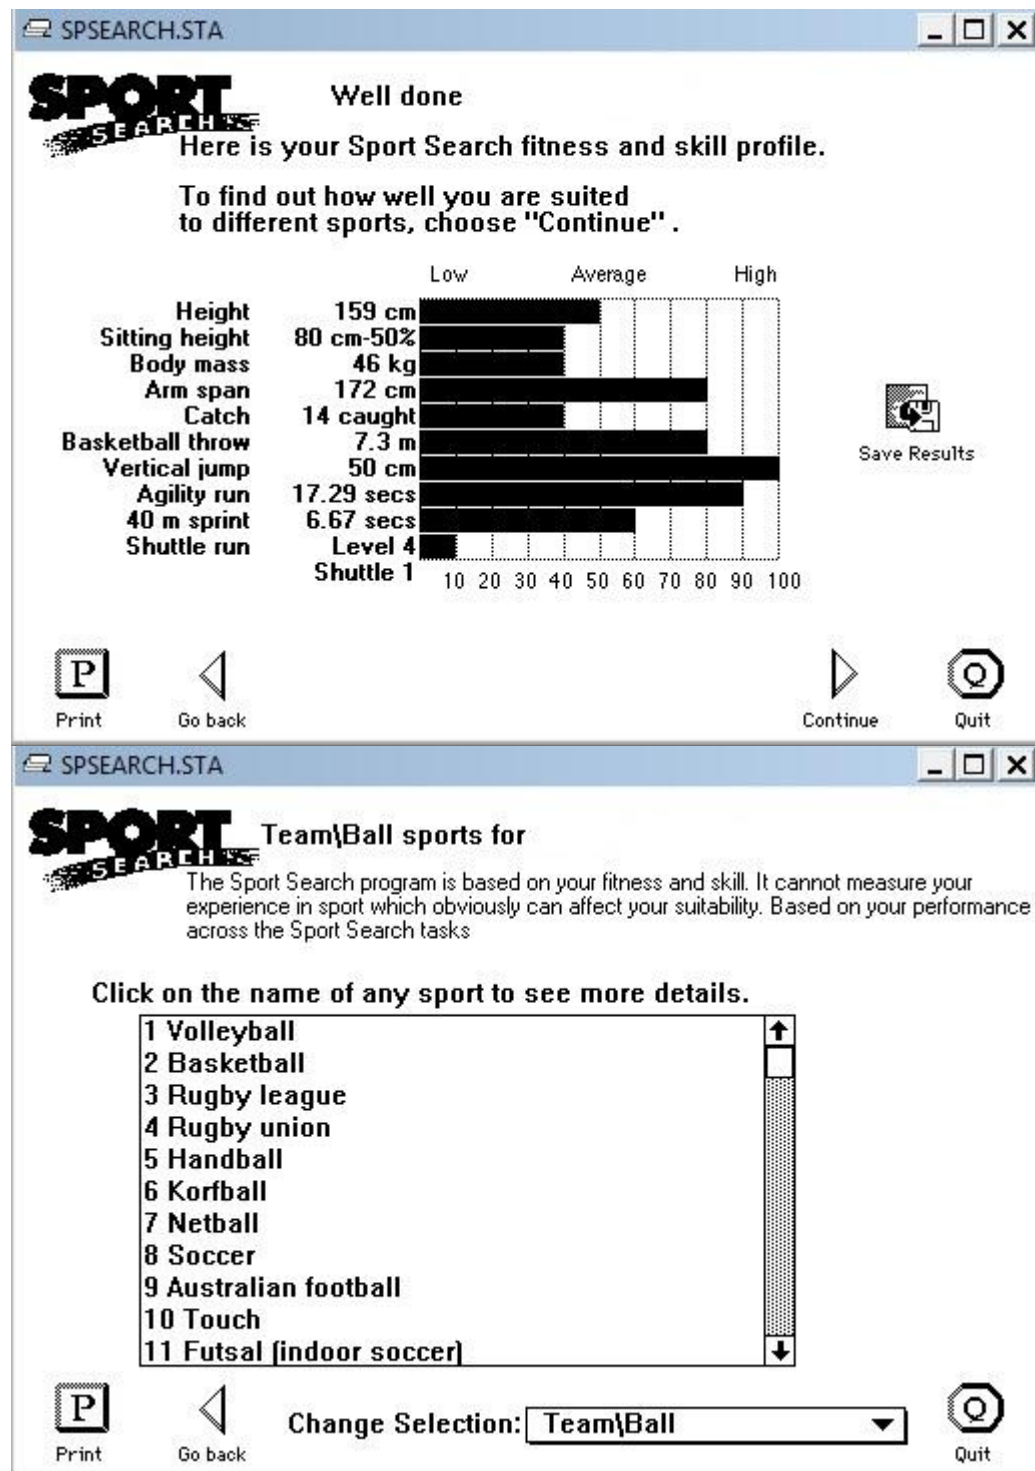 SPSEARCH.STA
SPORT
SEARCH
Well done
Here is your Sport Search fitness and skill profile.
To find out how well you are suited
to different sports, choose "Continue" .
Low Average High
Height 159 cm
Sitting height 80 cm-50%
Body mass 46 kg
Arm span 172 cm
Catch 14 caught
Basketball throw 7.3 m
Vertical jump 50 cm
Agility run 17.29 secs
40 m sprint 6.67 secs
Shuttle run Level 4
Shuttle 1
10 20 30 40 50 60 70 80 90 100
Save Results
P
Print
Go back
Continue
Q
Quit
SPSEARCH.STA
SPORT
SEARCH
Team\Ball sports for
The Sport Search program is based on your fitness and skill. It cannot measure your
experience in sport which obviously can affect your suitability. Based on your performance
across the Sport Search tasks
Click on the name of any sport to see more details.
1 Volleyball
2 Basketball
3 Rugby league
4 Rugby union
5 Handball
6 Korfball
7 Netball
8 Soccer
9 Australian football
10 Touch
11 Futsal (indoor soccer)
P
Print
Go back
Change Selection: Team\Ball
Q
Quit